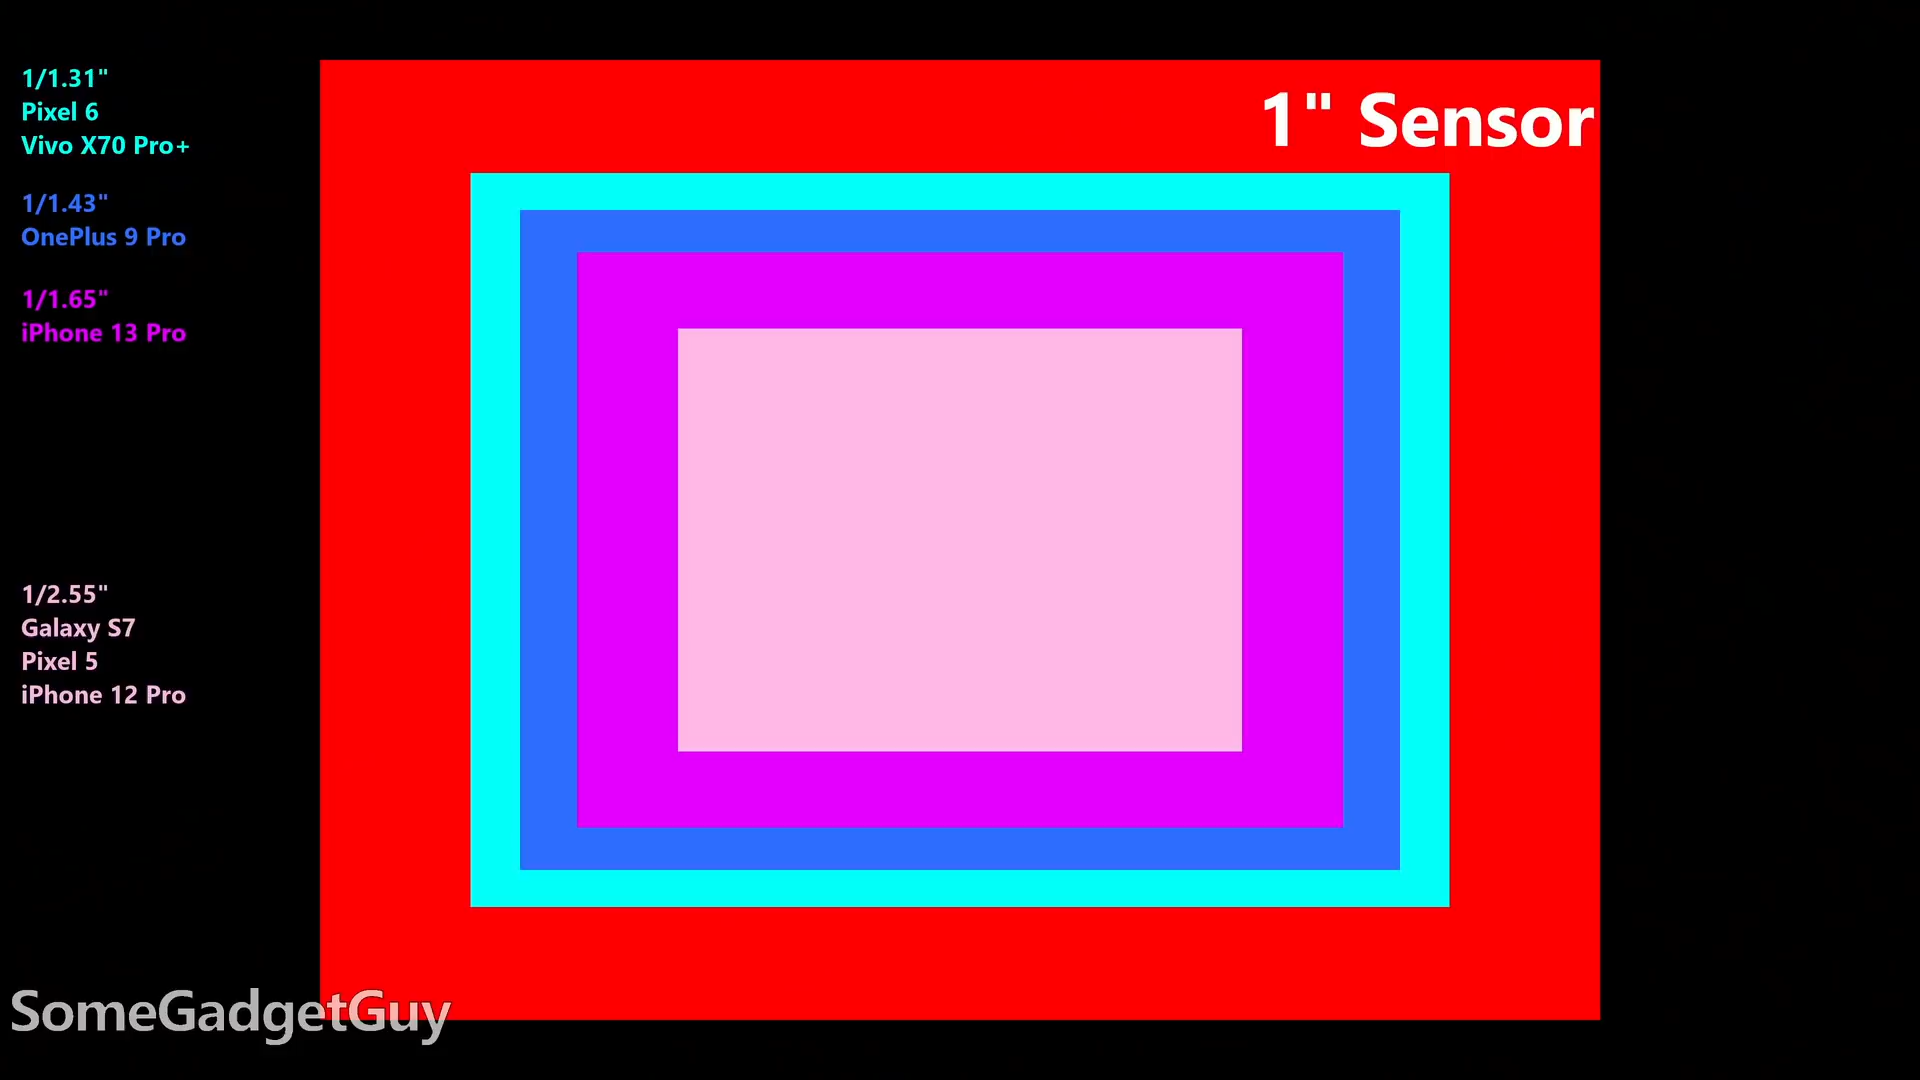 1/1.31"
Pixel 6
Vivo X70 Pro+
1/1.43"
OnePlus 9 Pro
1/1.65"
iPhone 13 Pro
1/2.55"
Galaxy S7
Pixel 5
iPhone 12 Pro
1" Sensor
SomeGadgetGuy